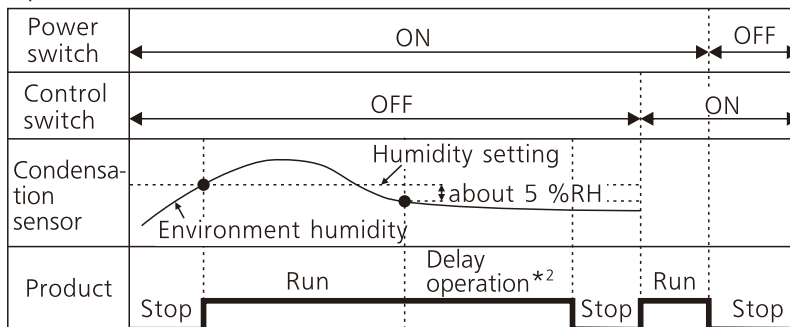 Power
switch
ON
OFF
Control
switch
OFF
ON
Condensa-
tion
sensor
Humidity setting
about 5 %RH
Environment humidity
Product
Stop
Run
Delay
operation*2
Stop
Run
Stop